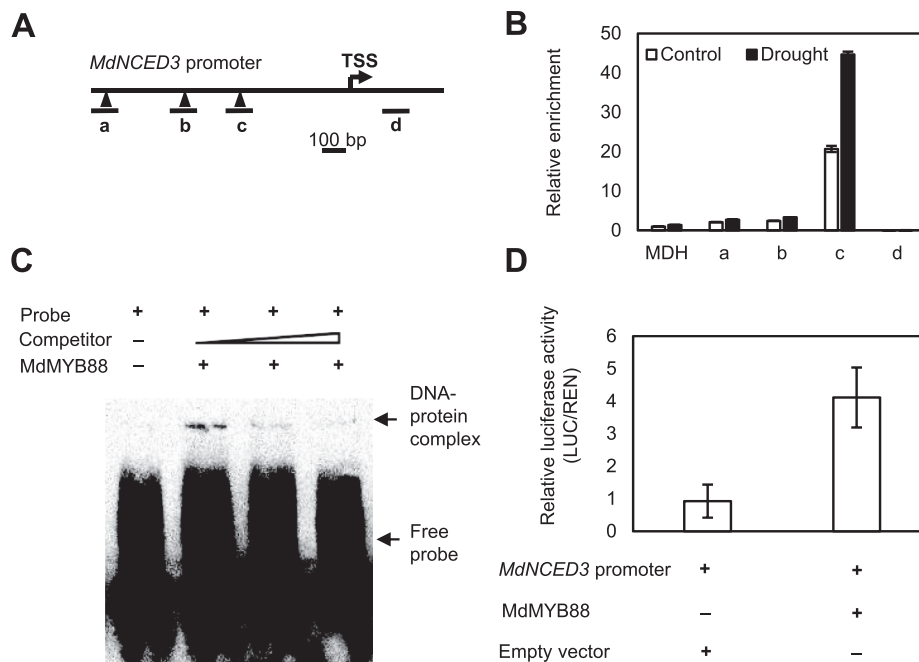 A
MdNCED3 promoter
TSS
a
b
c
d
100 bp
B
Control
Drought
Relative enrichment
50
40
30
20
10
0
MDH
a
b
c
d
C
Probe + + + +
Competitor –
MdMYB88 – + + +
DNA-
protein
complex
Free
probe
D
Relative luciferase activity
(LUC/REN)
6
5
4
3
2
1
0
MdNCED3 promoter + +
MdMYB88 – +
Empty vector + –